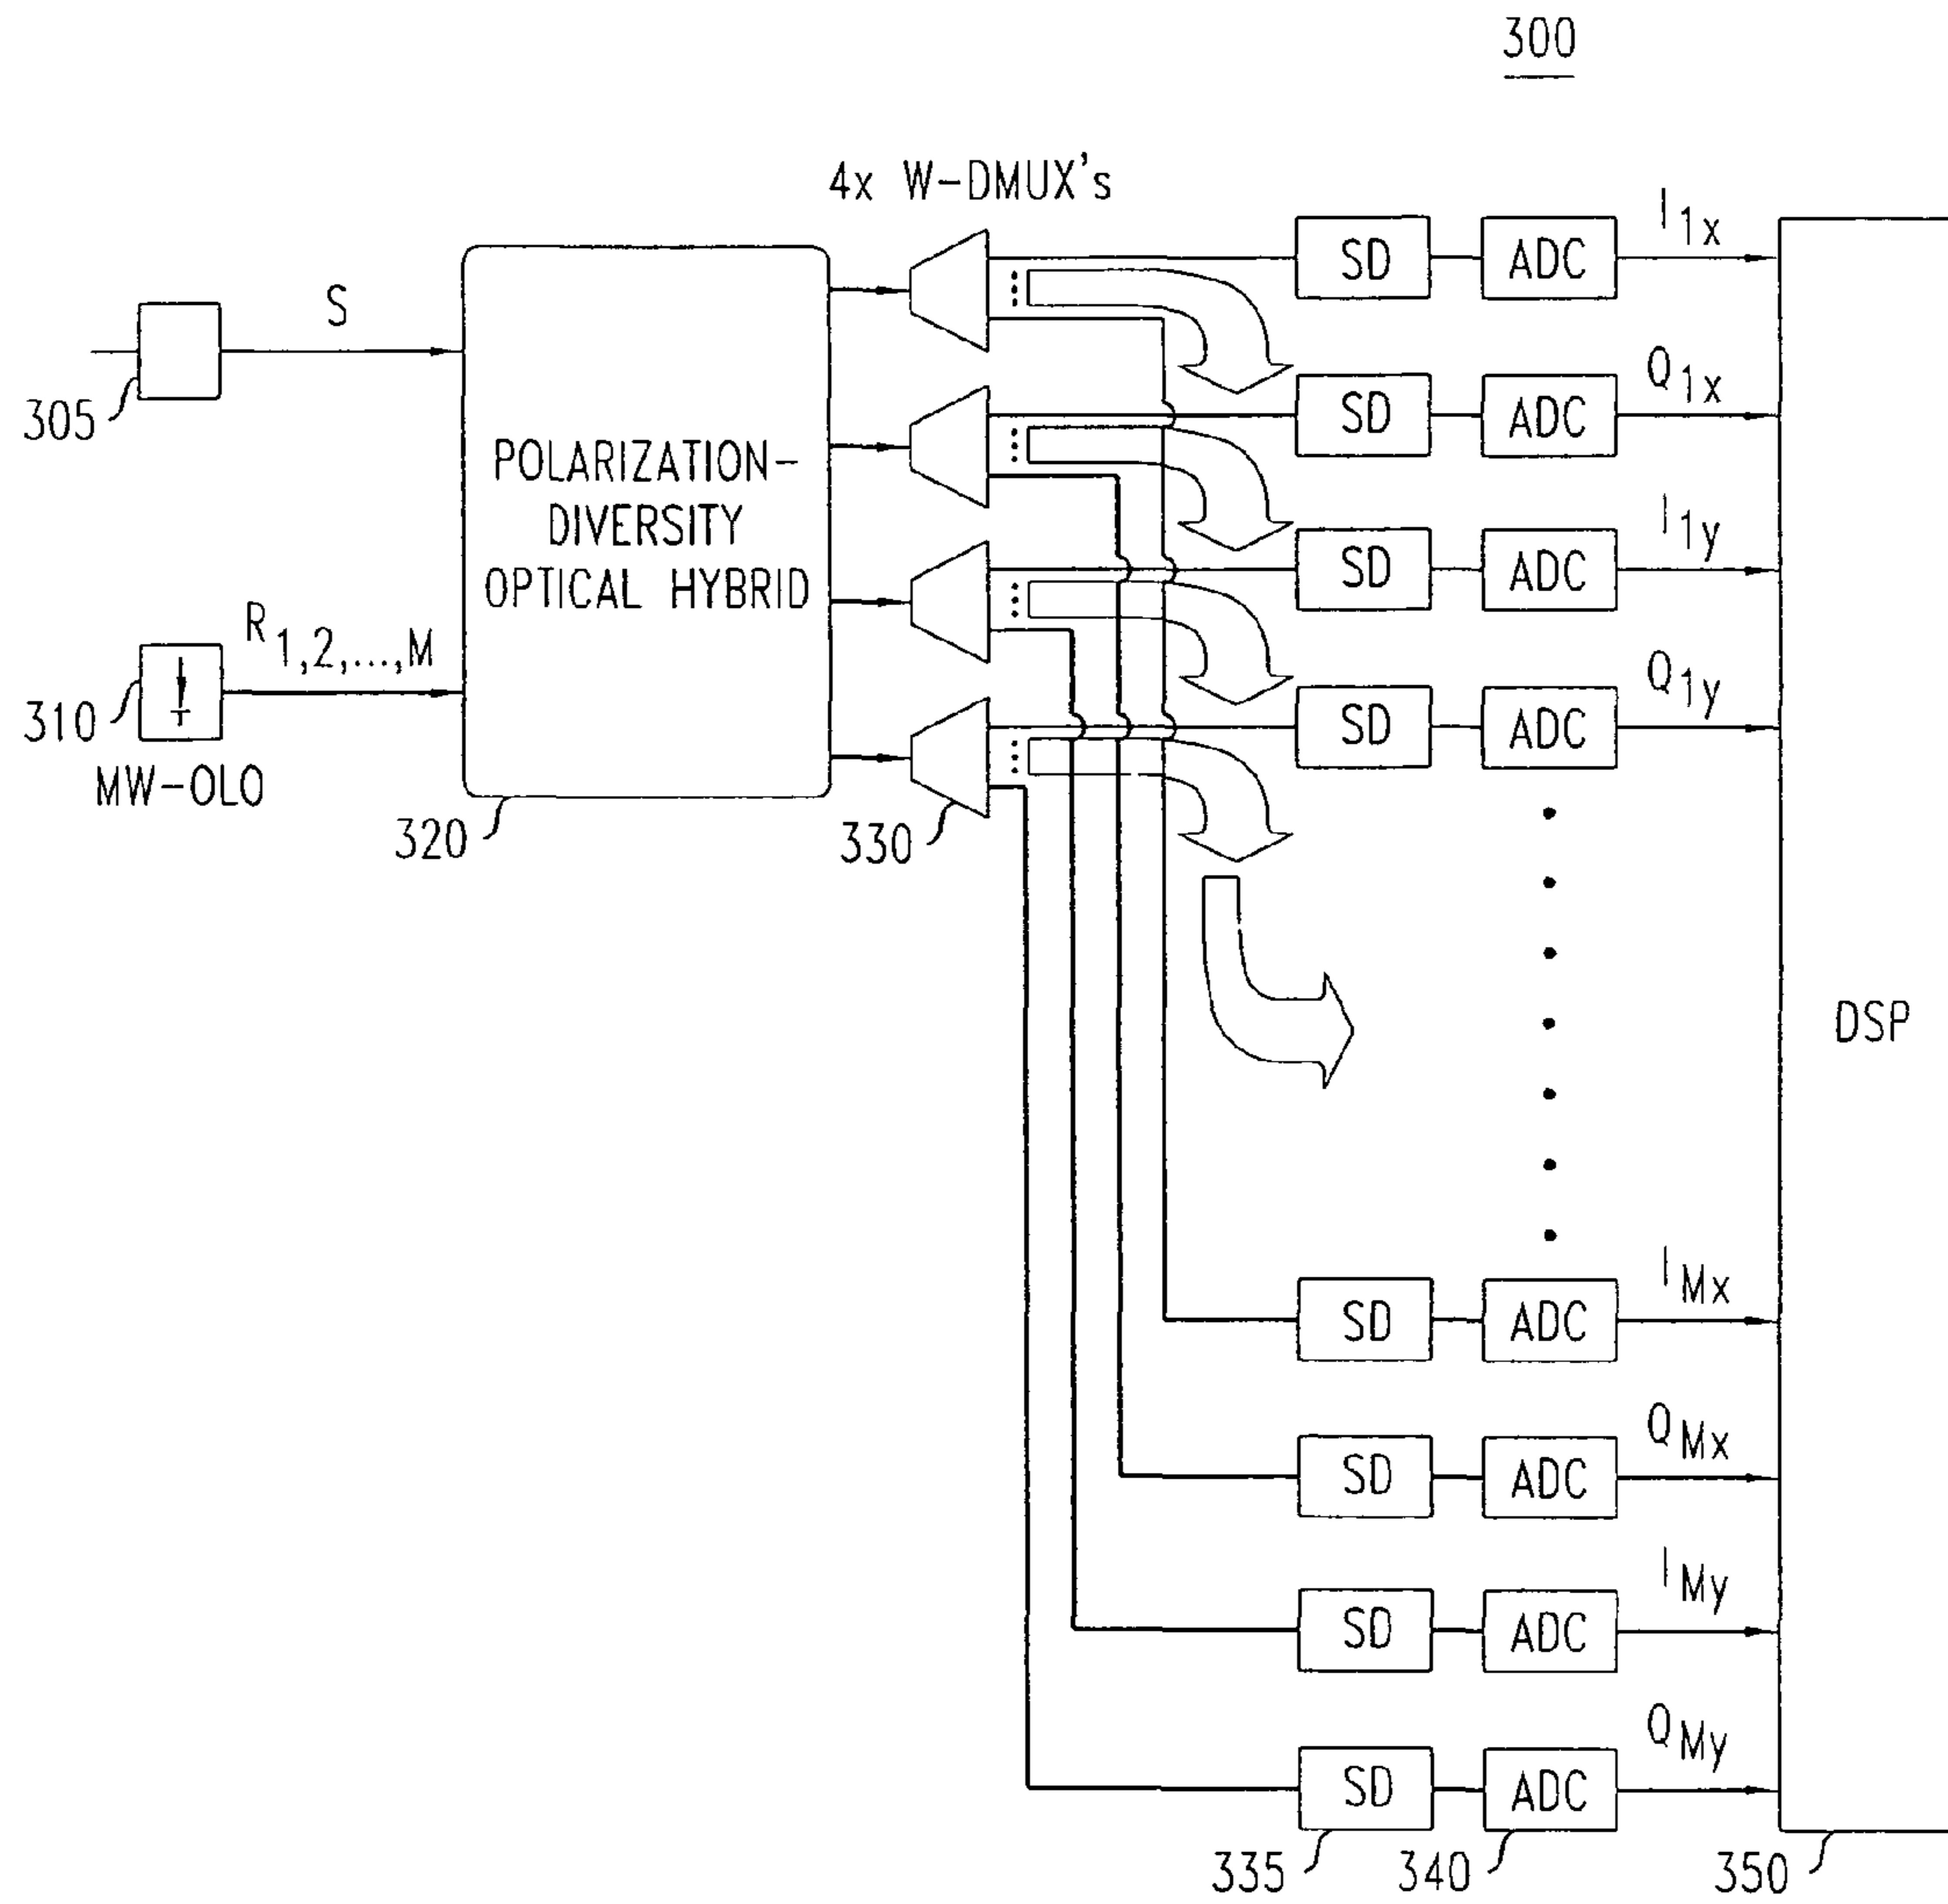 300
4x W-DMUX's
S
305
R1,2,...,M
310
MW-OLO
POLARIZATION-
DIVERSITY
OPTICAL HYBRID
320
330
SD ADC I1x
SD ADC Q1x
SD ADC I1y
SD ADC Q1y
DSP
SD ADC IMx
SD ADC QMx
SD ADC IMy
SD ADC QMy
335 340 350